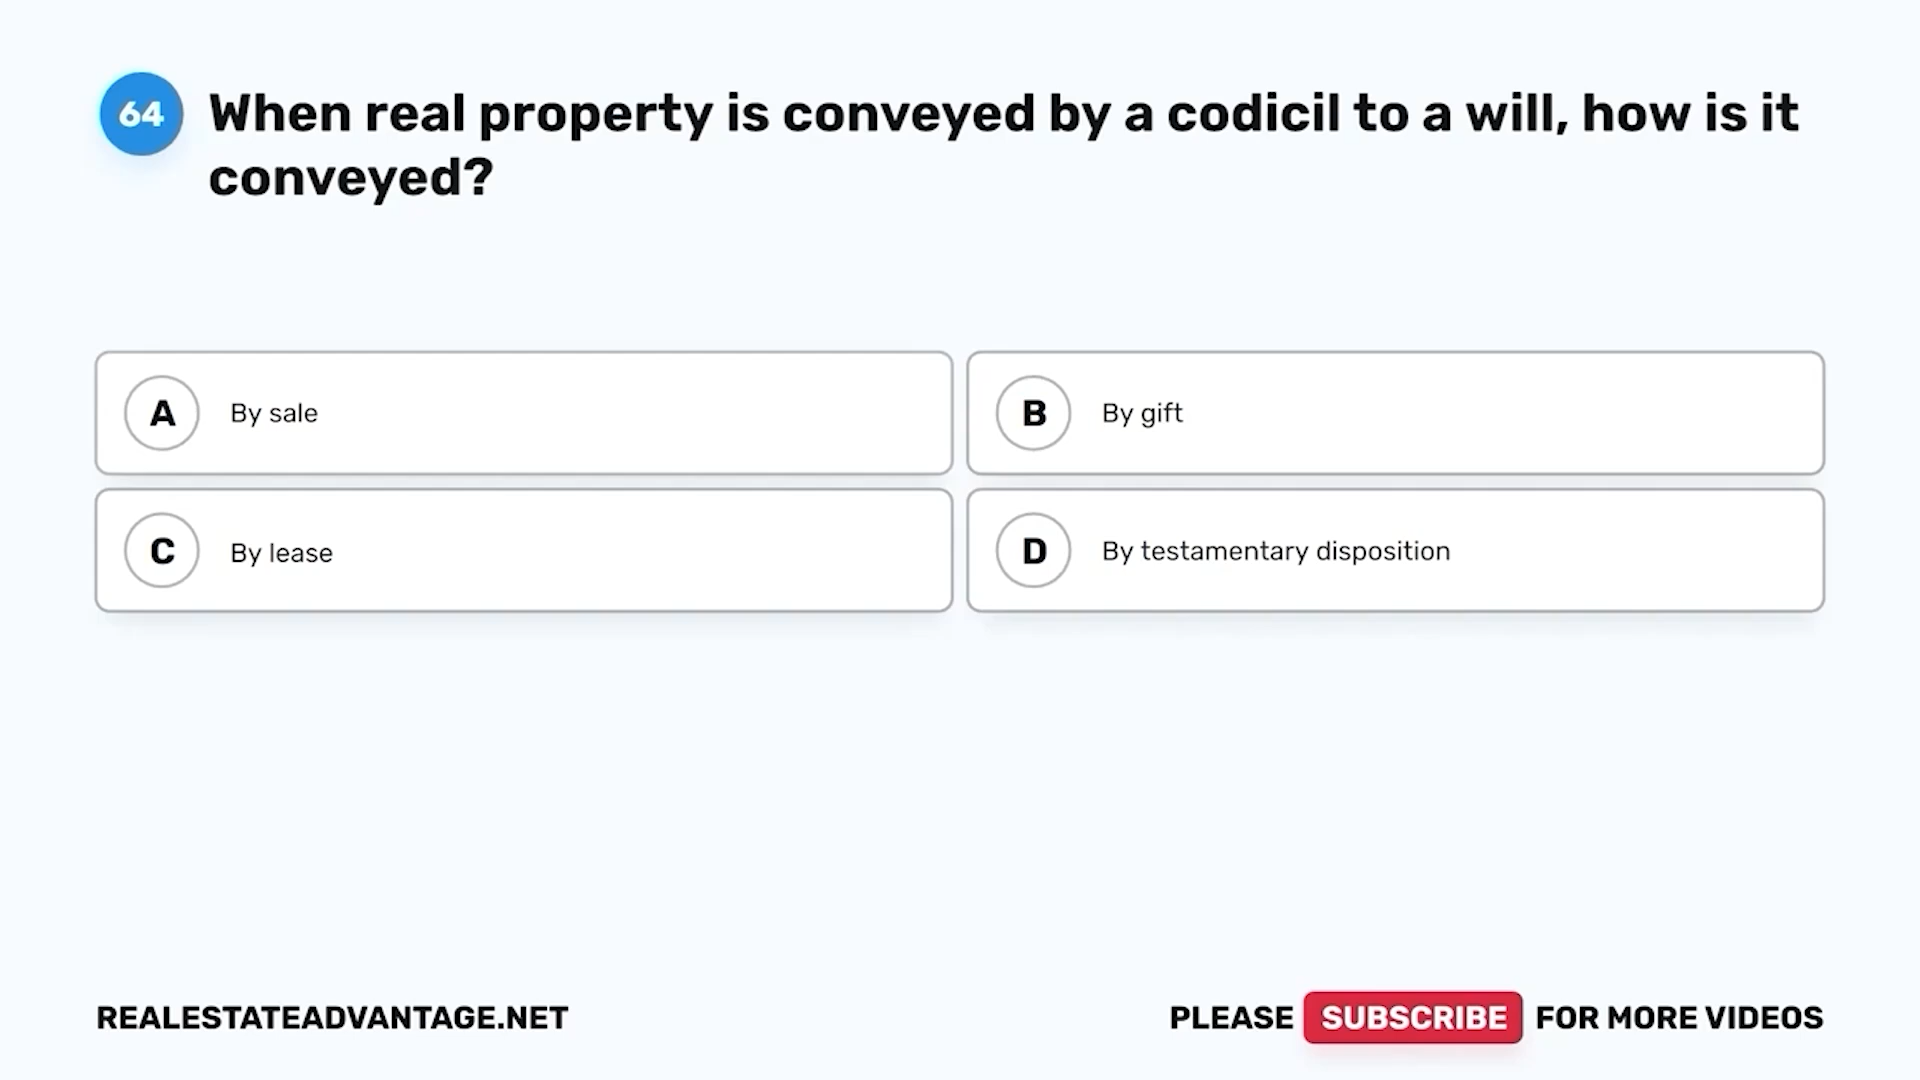 64
When real property is conveyed by a codicil to a will, how is it
conveyed?
A By sale
B By gift
C By lease
D By testamentary disposition
REALESTATEADVANTAGE.NET
PLEASE SUBSCRIBE FOR MORE VIDEOS